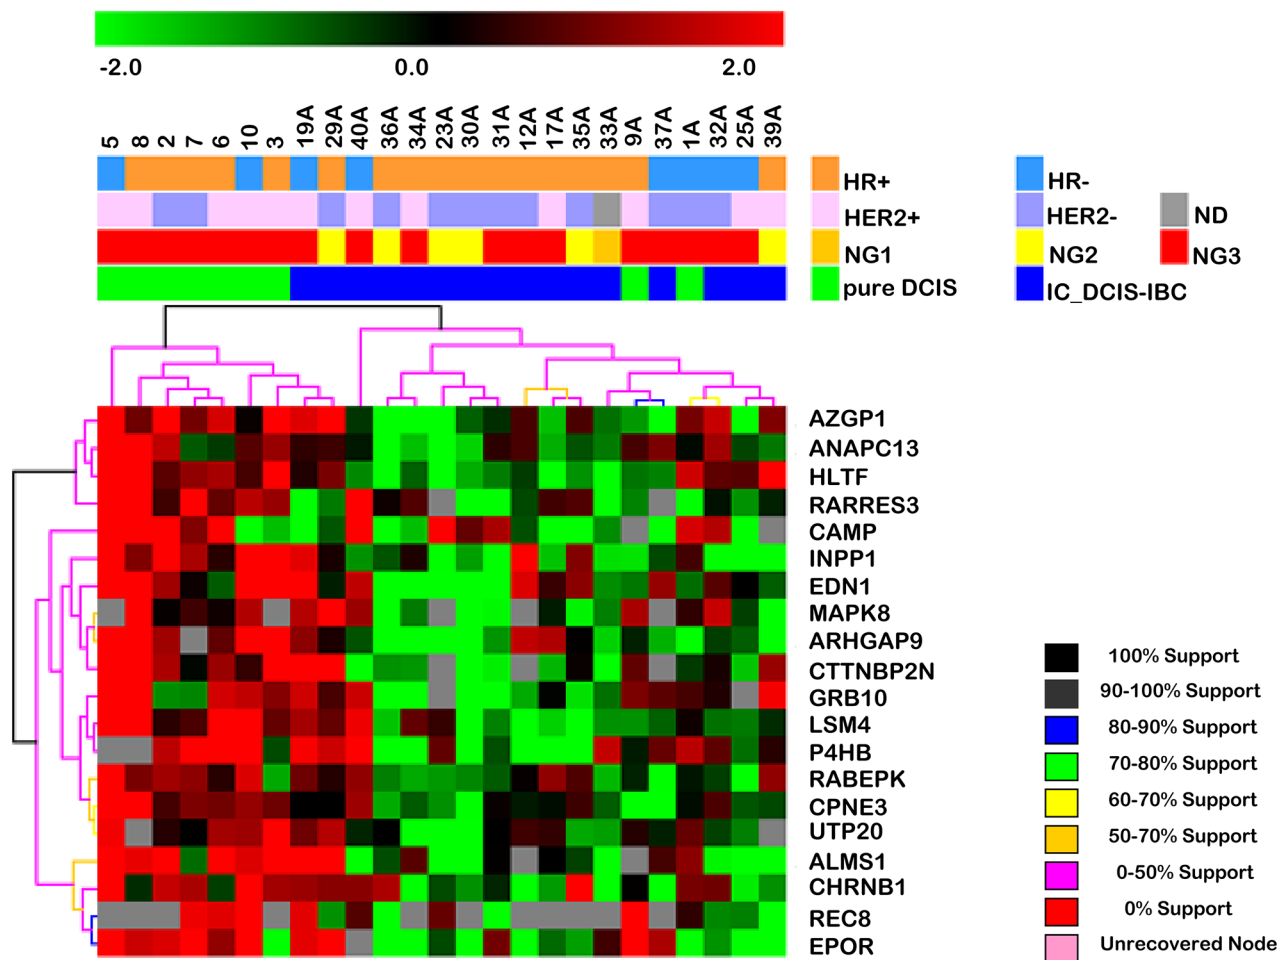 -2.0 0.0 2.0
5 8 2 7 6 10 3 19A 29A 40A 36A 34A 23A 30A 31A 12A 17A 35A 33A 9A 37A 1A 32A 25A 39A
HR+ HR-
HER2+ HER2- ND
NG1 NG2 NG3
pure DCIS IC_DCIS-IBC
AZGP1
ANAPC13
HLTF
RARRES3
CAMP
INPP1
EDN1
MAPK8
ARHGAP9
CTTNBP2N
GRB10
LSM4
P4HB
RABEPK
CPNE3
UTP20
ALMS1
CHRNB1
REC8
EPOR
100% Support
90-100% Support
80-90% Support
70-80% Support
60-70% Support
50-70% Support
0-50% Support
0% Support
Unrecovered Node